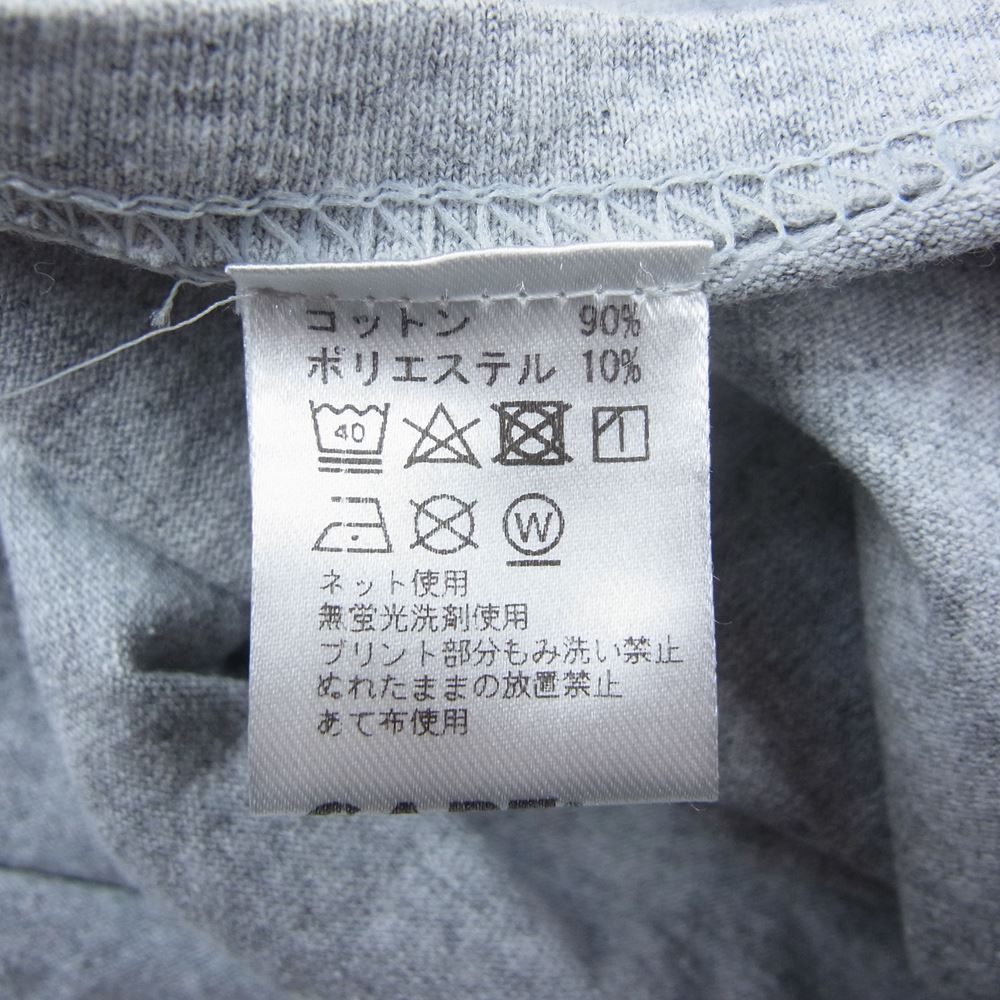 コットン 90%
ポリエステル 10%
40
W
ネット使用
無蛍光洗剤使用
プリント部分もみ洗い禁止
ぬれたままの放置禁止
あて布使用